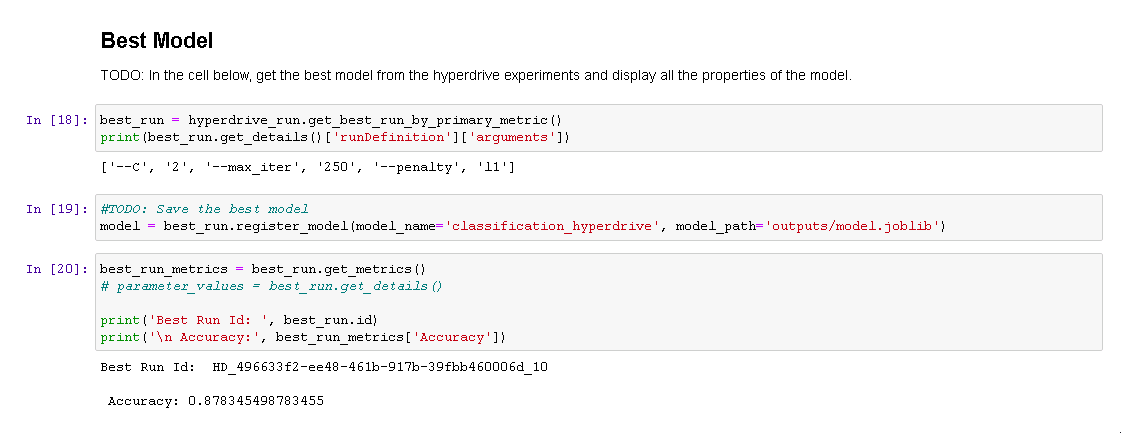 Best Model
TODO: In the cell below, get the best model from the hyperdrive experiments and display all the properties of the model.
In [18]: best_run = hyperdrive_run.get_best_run_by_primary_metric()
print(best_run.get_details()['runDefinition']['arguments'])
['--C', '2', '--max_iter', '250', '--penalty', 'l1']
In [19]: #TODO: Save the best model
model = best_run.register_model(model_name='classification_hyperdrive', model_path='outputs/model.joblib')
In [20]: best_run_metrics = best_run.get_metrics()
# parameter_values = best_run.get_details()
print('Best Run Id: ', best_run.id)
print('\n Accuracy:', best_run_metrics['Accuracy'])
Best Run Id:  HD_496633f2-ee48-461b-917b-39fbb460006d_10
Accuracy: 0.878345498783455